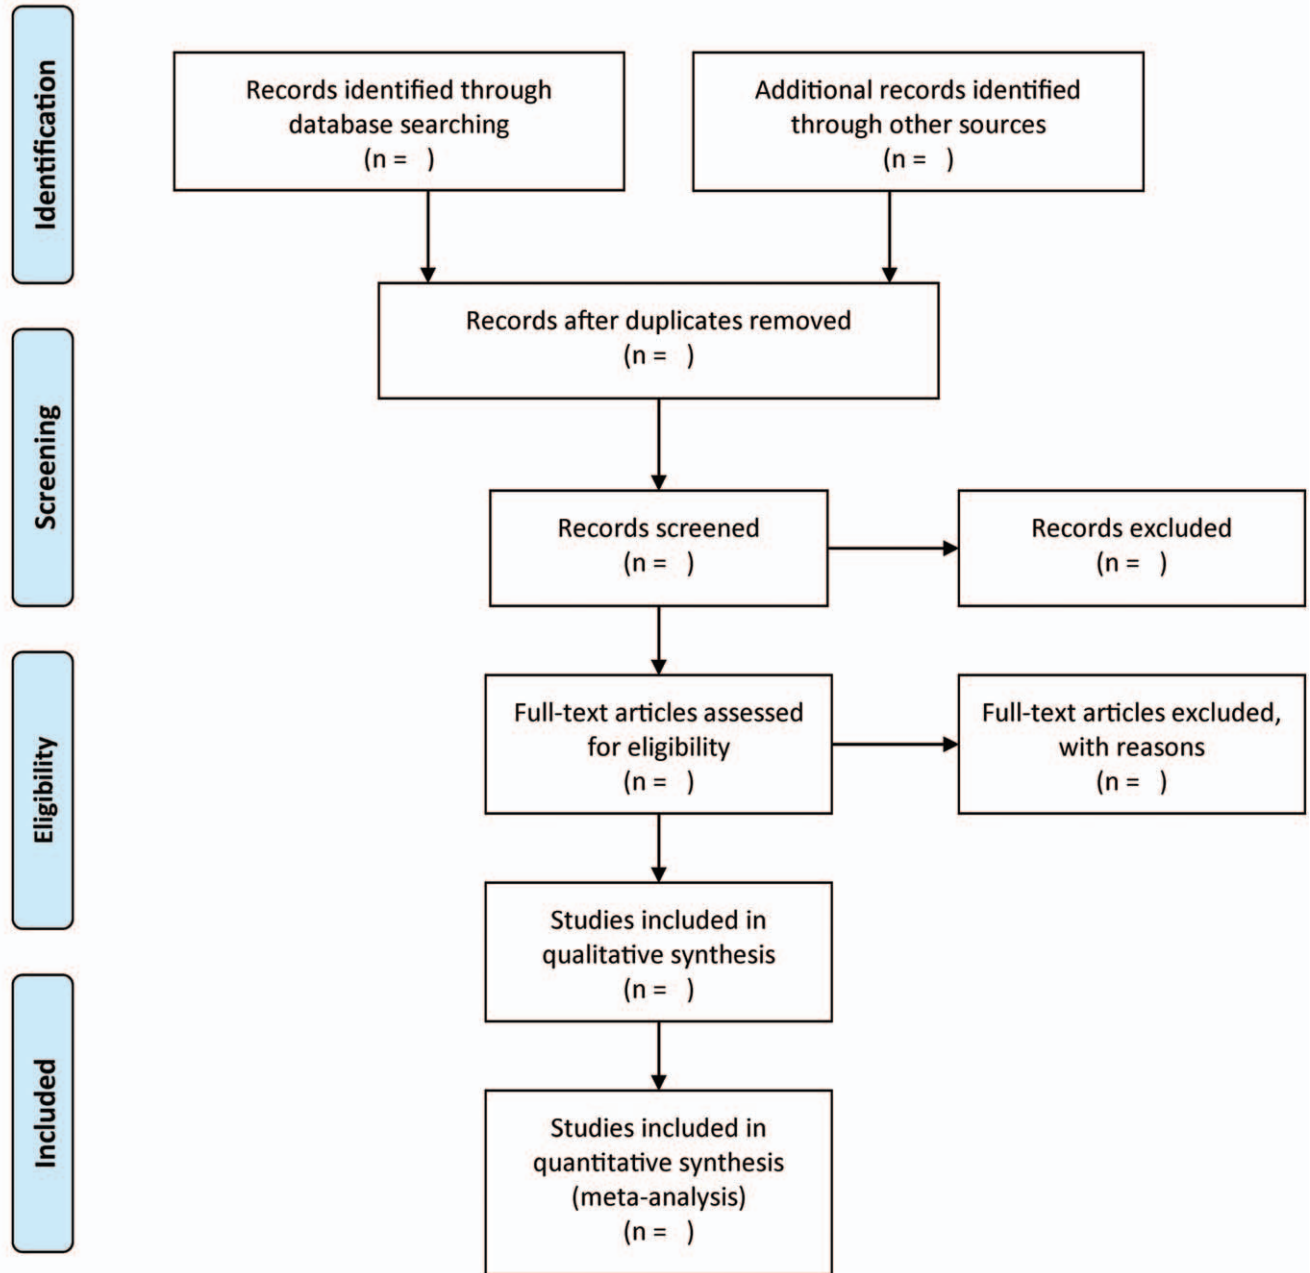 Identification
Records identified through
database searching
(n =   )
Additional records identified
through other sources
(n =   )
Records after duplicates removed
(n =   )
Screening
Records screened
(n =   )
Records excluded
(n =   )
Eligibility
Full-text articles assessed
for eligibility
(n =   )
Full-text articles excluded,
with reasons
(n =   )
Studies included in
qualitative synthesis
(n =   )
Included
Studies included in
quantitative synthesis
(meta-analysis)
(n =   )